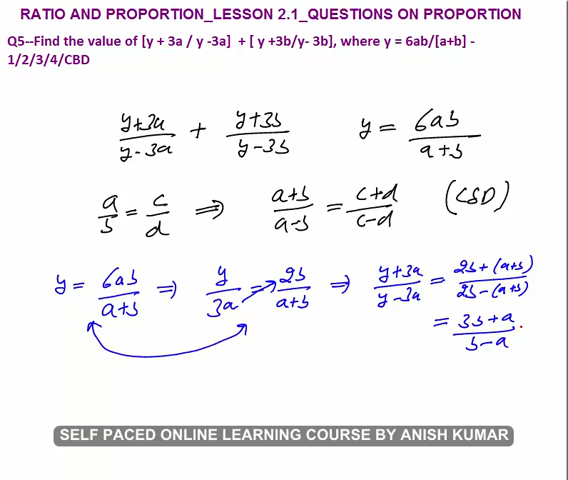 RATIO AND PROPORTION_LESSON 2.1_QUESTIONS ON PROPORTION
Q5--Find the value of [y + 3a / y -3a] + [ y +3b/y- 3b], where y = 6ab/[a+b] -
1/2/3/4/CBD
(y+3a)/(y-3a) + (y+3b)/(y-3b) y = 6ab/(a+b)
a/b = c/d ⇒ (a+b)/(a-b) = (c+d)/(c-d) (CSD)
y = 6ab/(a+b) ⇒ y/3a = 2b/(a+b) ⇒ (y+3a)/(y-3a) = (2b+(a+b))/(2b-(a+b))
= (3b+a)/(b-a)
SELF PACED ONLINE LEARNING COURSE BY ANISH KUMAR